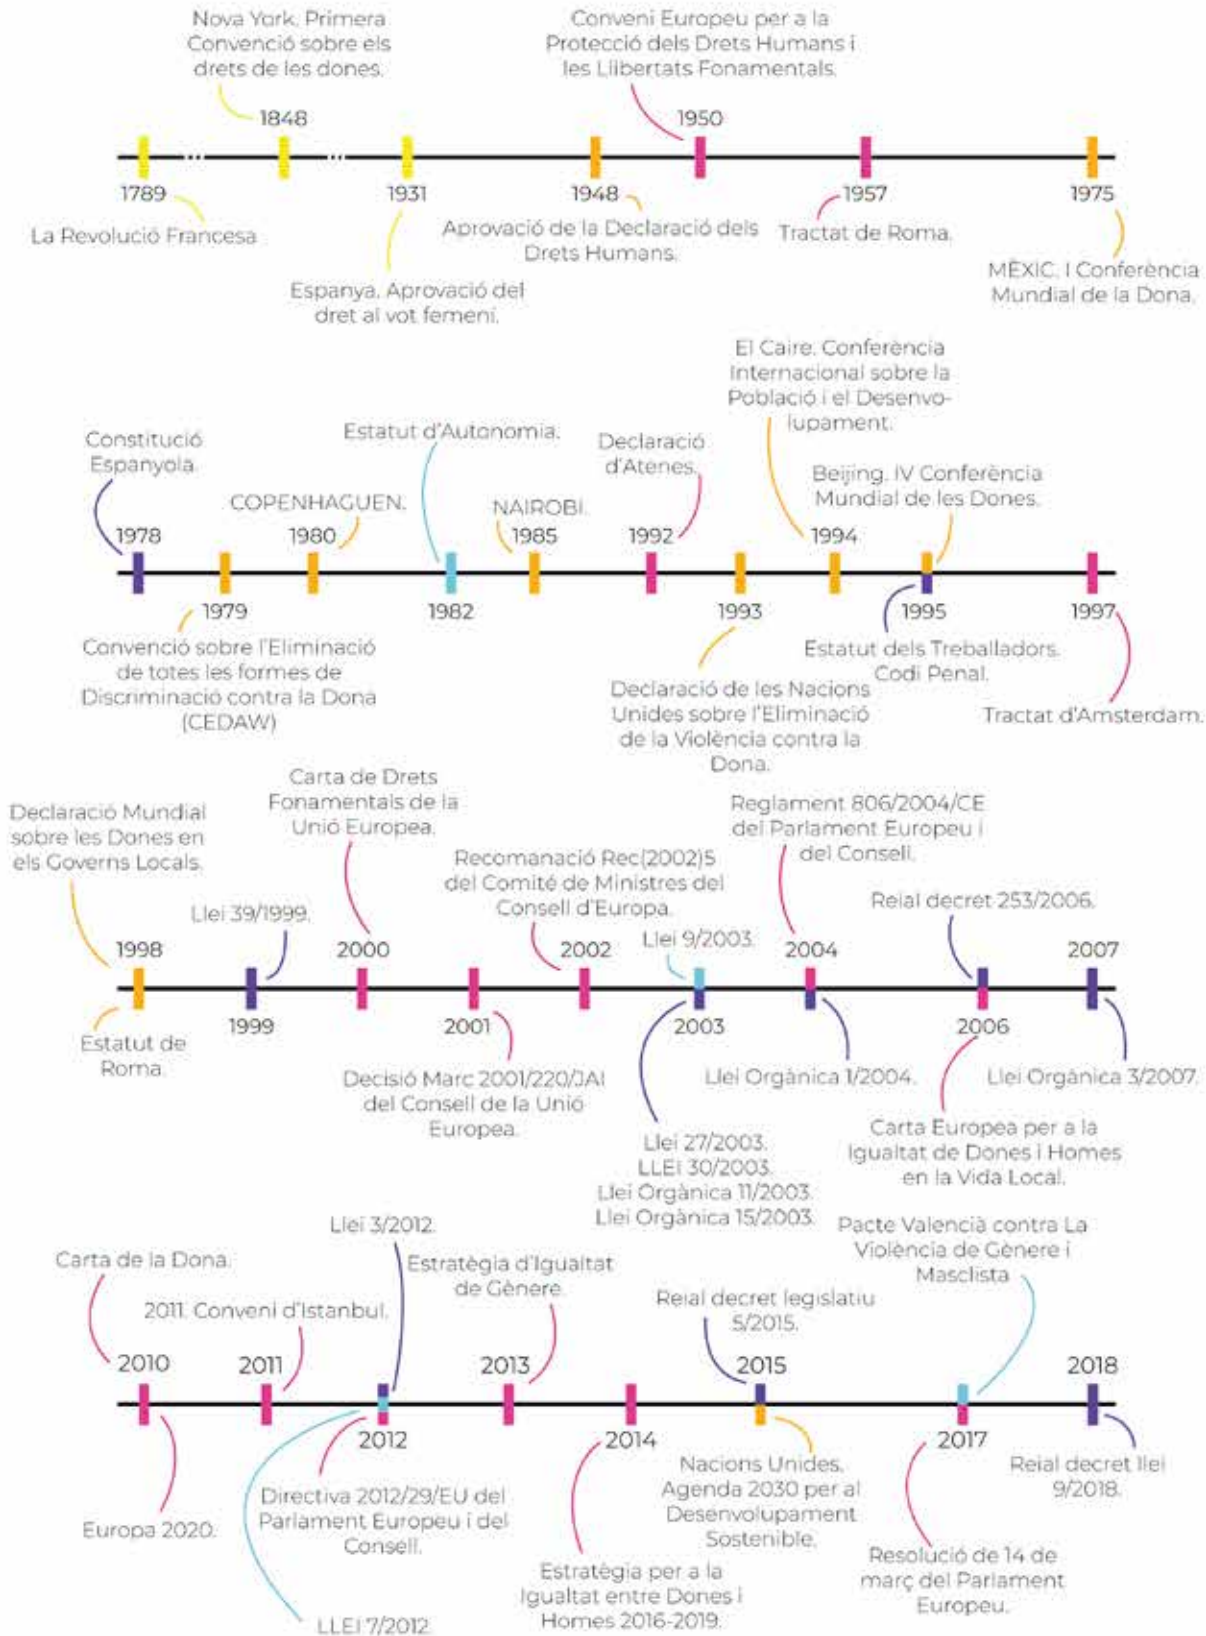 Nova York. Primera
Convenció sobre els
drets de les dones.
1848
Conveni Europeu per a la
Protecció dels Drets Humans i
les Llibertats Fonamentals.
1950
1789
La Revolució Francesa
1931
Espanya. Aprovació del
dret al vot femení.
1948
Aprovació de la Declaració dels
Drets Humans.
1957
Tractat de Roma.
1975
MÈXIC. I Conferència
Mundial de la Dona.
Constitució
Espanyola.
1978
COPENHAGUEN.
1980
Estatut d'Autonomia.
NAIROBI.
1985
Declaració
d'Atenes.
1992
El Caire. Conferència
Internacional sobre la
Població i el Desenvo-
lupament.
1994
Beijing. IV Conferència
Mundial de les Dones.
1979
Convenció sobre l'Eliminació
de totes les formes de
Discriminació contra la Dona
(CEDAW)
1982
1993
Declaració de les Nacions
Unides sobre l'Eliminació
de la Violència contra la
Dona.
1995
Estatut dels Treballadors.
Codi Penal.
1997
Tractat d'Amsterdam.
Declaració Mundial
sobre les Dones en
els Governs Locals.
1998
Llei 39/1999.
Carta de Drets
Fonamentals de la
Unió Europea.
2000
Recomanació Rec(2002)5
del Comité de Ministres del
Consell d'Europa.
2002
Llei 9/2003.
Reglament 806/2004/CE
del Parlament Europeu i
del Consell.
2004
Reial decret 253/2006.
2007
Estatut de
Roma.
1999
2001
Decisió Marc 2001/220/JAI
del Consell de la Unió
Europea.
2003
Llei 27/2003.
LLEI 30/2003.
Llei Orgànica 11/2003.
Llei Orgànica 15/2003.
Llei Orgànica 1/2004.
2006
Carta Europea per a la
Igualtat de Dones i Homes
en la Vida Local.
Llei Orgànica 3/2007.
Carta de la Dona.
2010
2011. Conveni d'Istanbul.
2011
Llei 3/2012.
Estratègia d'Igualtat
de Gènere.
2013
Reial decret legislatiu
5/2015.
2015
Pacte Valencià contra La
Violència de Gènere i
Masclista
2018
Europa 2020.
2012
Directiva 2012/29/EU del
Parlament Europeu i del
Consell.
LLEI 7/2012.
2014
Estratègia per a la
Igualtat entre Dones i
Homes 2016-2019.
Nacions Unides.
Agenda 2030 per al
Desenvolupament
Sostenible.
2017
Resolució de 14 de
març del Parlament
Europeu.
Reial decret llei
9/2018.